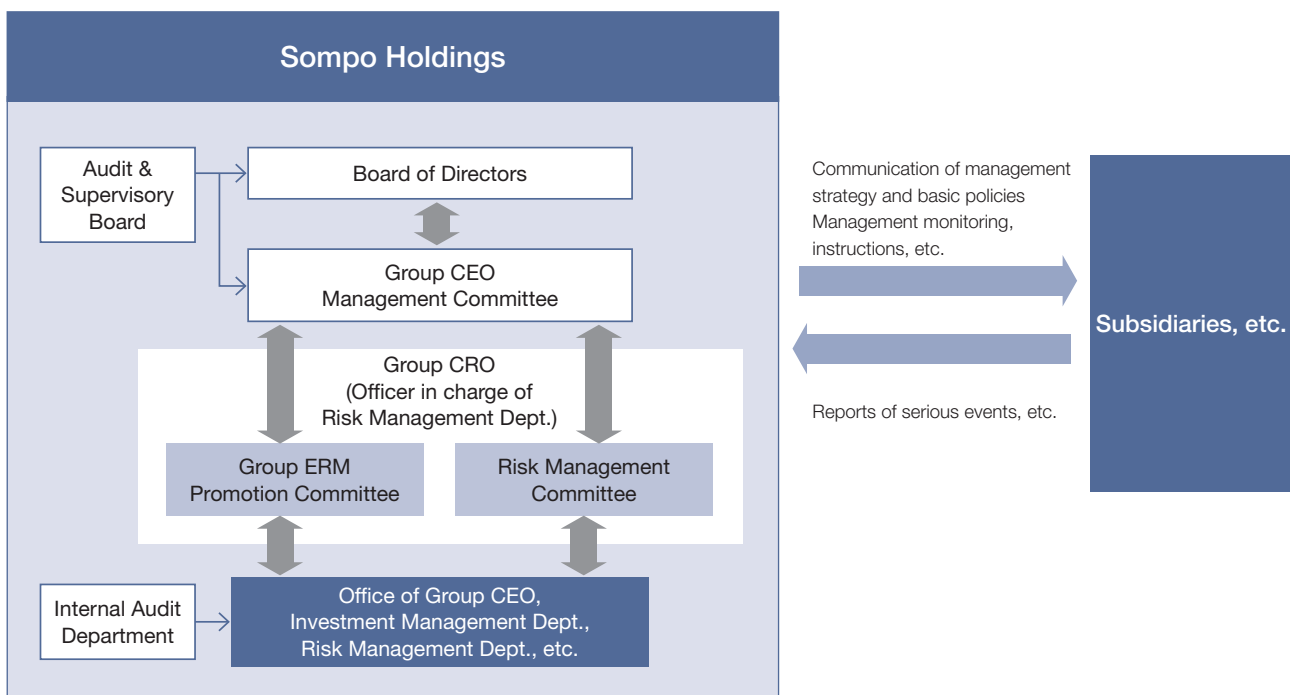 Sompo Holdings
Audit &
Supervisory
Board
Board of Directors
Group CEO
Management Committee
Group CRO
(Officer in charge of
Risk Management Dept.)
Group ERM
Promotion Committee
Risk Management
Committee
Internal Audit
Department
Office of Group CEO,
Investment Management Dept.,
Risk Management Dept., etc.
Communication of management
strategy and basic policies
Management monitoring,
instructions, etc.
Reports of serious events, etc.
Subsidiaries, etc.